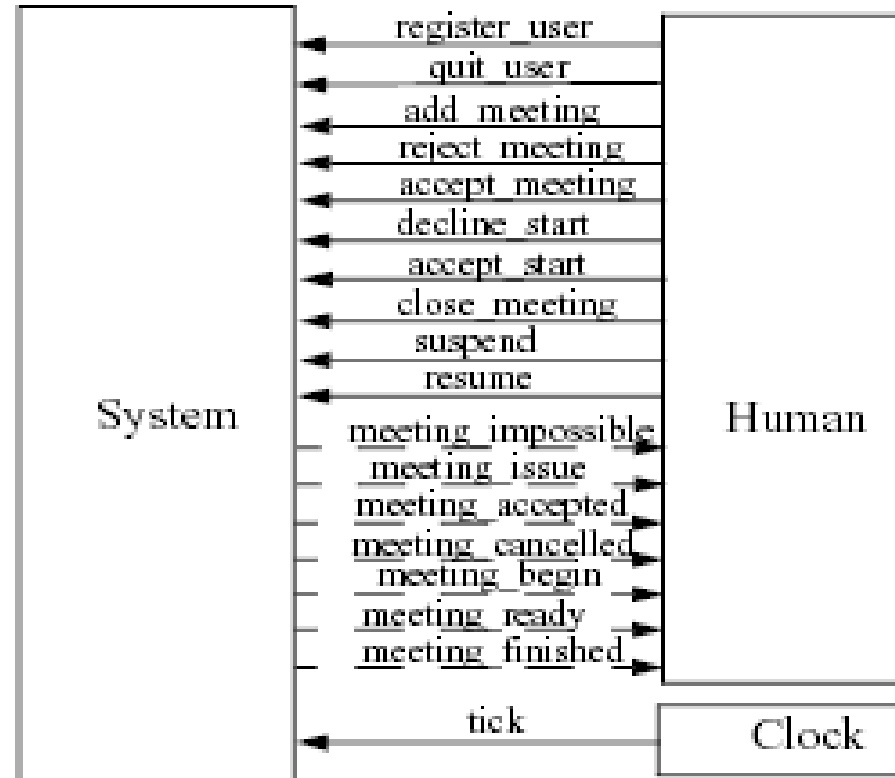 register_user
quit_user
add_meeting
reject_meeting
accept_meeting
decline_start
accept_start
close_meeting
suspend
resume
System
Human
meeting_impossible
meeting_issue
meeting_accepted
meeting_cancelled
meeting_begin
meeting_ready
meeting_finished
tick
Clock